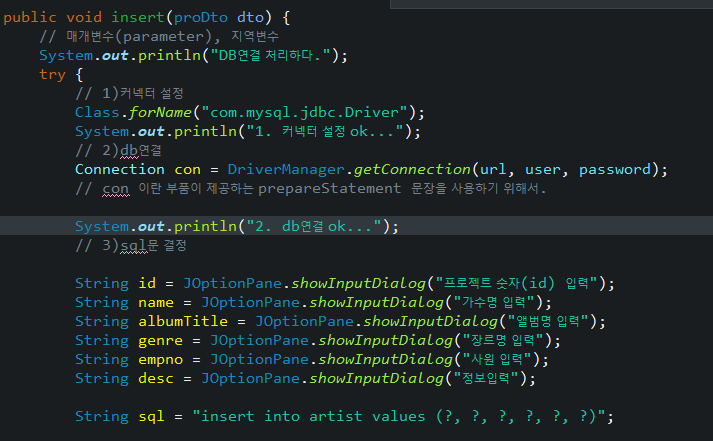 public void insert(proDto dto) {
// 매개변수(parameter), 지역변수
System.out.println("DB연결 처리하다.");
try {
// 1)커넥터 설정
Class.forName("com.mysql.jdbc.Driver");
System.out.println("1. 커넥터 설정 ok...");
// 2)db연결
Connection con = DriverManager.getConnection(url, user, password);
// con 이란 부품이 제공하는 prepareStatement 문장을 사용하기 위해서.
System.out.println("2. db연결 ok...");
// 3)sql문 결정
String id = JOptionPane.showInputDialog("프로젝트 숫자(id) 입력");
String name = JOptionPane.showInputDialog("가수명 입력");
String albumTitle = JOptionPane.showInputDialog("앨범명 입력");
String genre = JOptionPane.showInputDialog("장르명 입력");
String empno = JOptionPane.showInputDialog("사원 입력");
String desc = JOptionPane.showInputDialog("정보입력");
String sql = "insert into artist values (?, ?, ?, ?, ?, ?)";